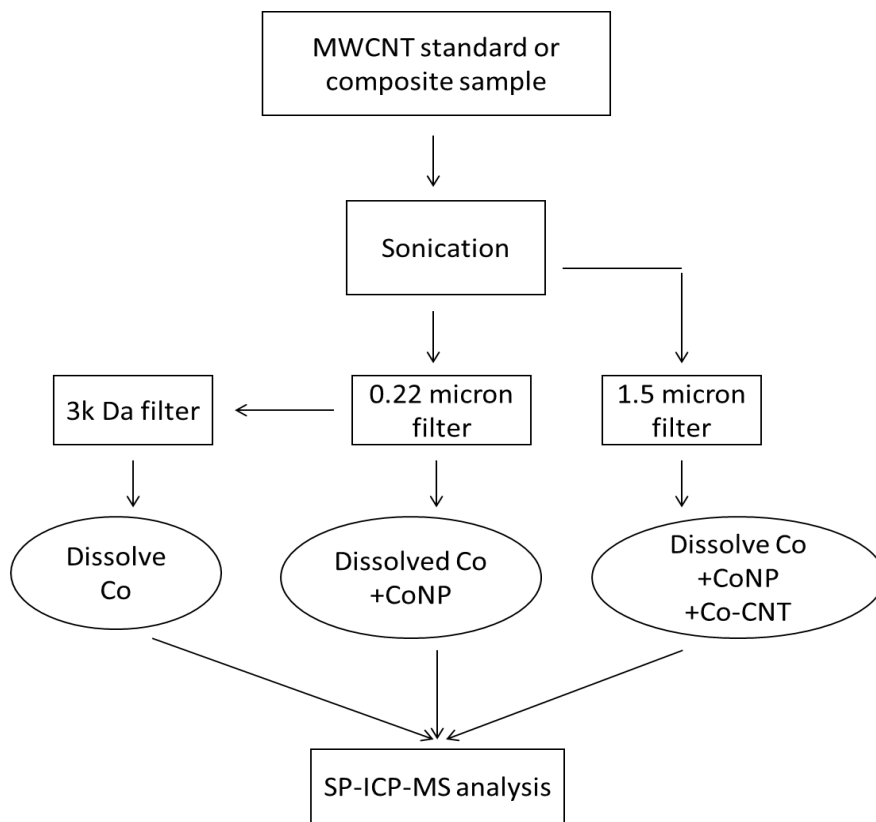 MWCNT standard or
composite sample
Sonication
3k Da filter
0.22 micron
filter
1.5 micron
filter
Dissolve
Co
Dissolved Co
+CoNP
Dissolve Co
+CoNP
+Co-CNT
SP-ICP-MS analysis